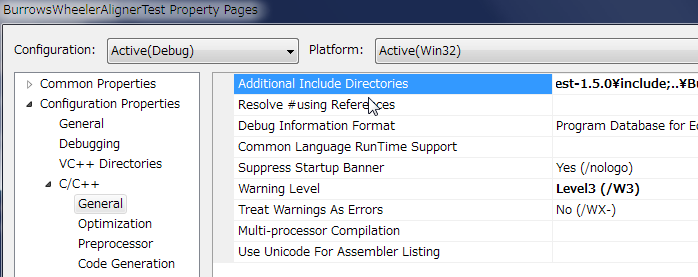 BurrowsWheelerAlignerTest Property Pages
Configuration: Active(Debug) Platform: Active(Win32)
Common Properties
Configuration Properties
General
Debugging
VC++ Directories
C/C++
General
Optimization
Preprocessor
Code Generation
Additional Include Directories est-1.5.0¥include;..¥Bu
Resolve #using References
Debug Information Format Program Database for Ed
Common Language RunTime Support
Suppress Startup Banner Yes (/nologo)
Warning Level Level3 (/W3)
Treat Warnings As Errors No (/WX-)
Multi-processor Compilation
Use Unicode For Assembler Listing